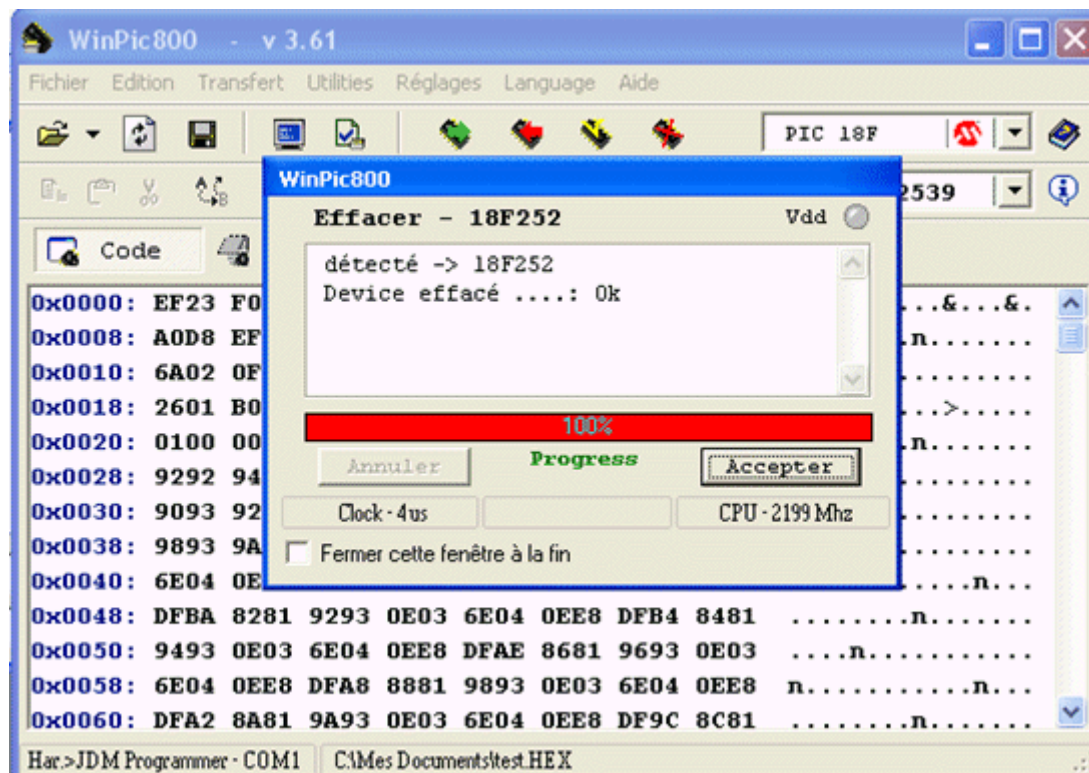 WinPic800 - v 3.61
Fichier Edition Transfert Utilities Réglages Language Aide
PIC 18F
2539
Code
WinPic800
Effacer - 18F252 Vdd
détecté -> 18F252
Device effacé ....: Ok
100%
Annuler Progress Accepter
Clock - 4us CPU - 2199 Mhz
Fermer cette fenêtre à la fin
0x0000: EF23 F0 ...&...&.
0x0008: A0D8 EF .n.......
0x0010: 6A02 0F .........
0x0018: 2601 B0 ...>.....
0x0020: 0100 00 .n.......
0x0028: 9292 94 .........
0x0030: 9093 92 .........
0x0038: 9893 9A .........
0x0040: 6E04 0E .......n...
0x0048: DFBA 8281 9293 0E03 6E04 0EE8 DFB4 8481 ........n.......
0x0050: 9493 0E03 6E04 0EE8 DFAE 8681 9693 0E03 ....n...........
0x0058: 6E04 0EE8 DFA8 8881 9893 0E03 6E04 0EE8 n...........n...
0x0060: DFA2 8A81 9A93 0E03 6E04 0EE8 DF9C 8C81 ........n.......
Har.>JDM Programmer - COM1 C:\Mes Documents\test.HEX